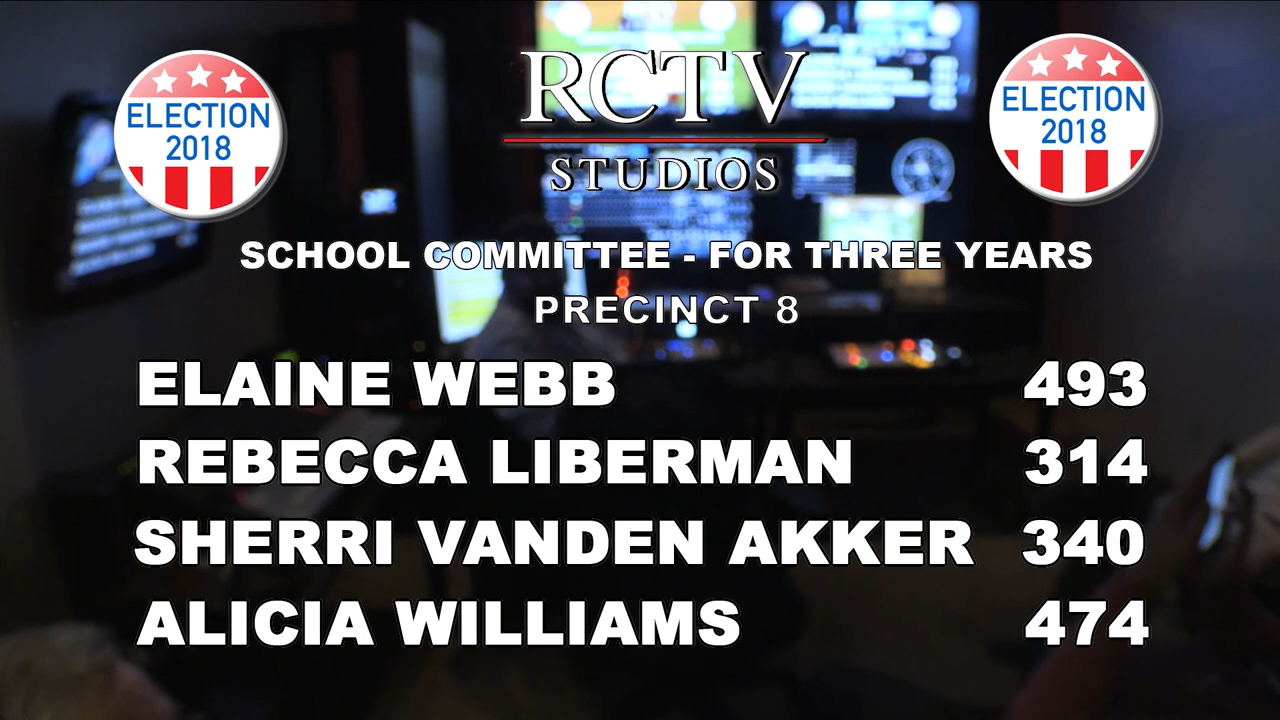 RCTV
STUDIOS
ELECTION
2018
ELECTION
2018
SCHOOL COMMITTEE - FOR THREE YEARS
PRECINCT 8
ELAINE WEBB 493
REBECCA LIBERMAN 314
SHERRI VANDEN AKKER 340
ALICIA WILLIAMS 474